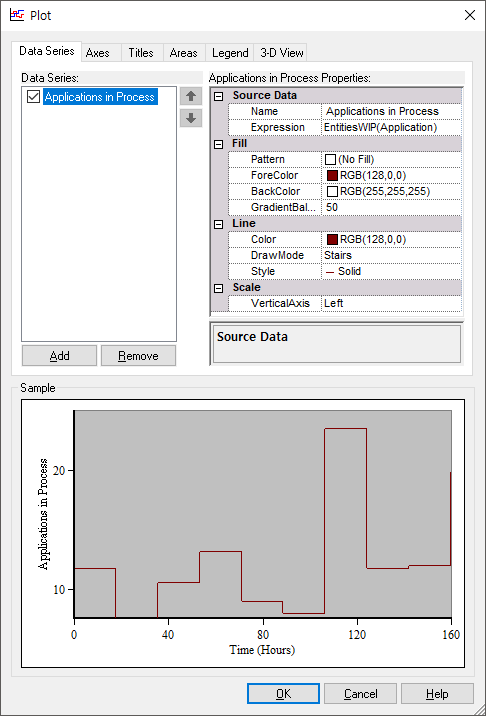 Plot
Data Series Axes Titles Areas Legend 3-D View
Data Series:
Applications in Process
Add Remove
Applications in Process Properties:
Source Data
Name Applications in Process
Expression EntitiesWIP(Application)
Fill
Pattern (No Fill)
ForeColor RGB(128,0,0)
BackColor RGB(255,255,255)
GradientBal... 50
Line
Color RGB(128,0,0)
DrawMode Stairs
Style Solid
Scale
VerticalAxis Left
Source Data
Sample
Applications in Process
20
10
0 40 80 120 160
Time (Hours)
OK Cancel Help